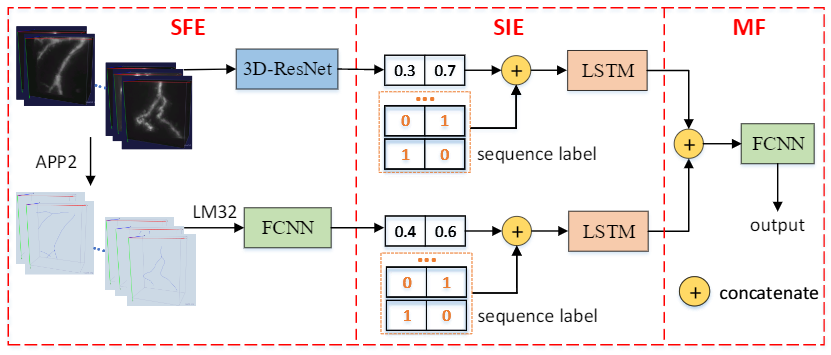 SFE
SIE
MF
3D-ResNet
0.3 0.7
+
LSTM
...
0 1
1 0
sequence label
APP2
+
FCNN
output
LM32
FCNN
0.4 0.6
+
LSTM
...
0 1
1 0
sequence label
+ concatenate